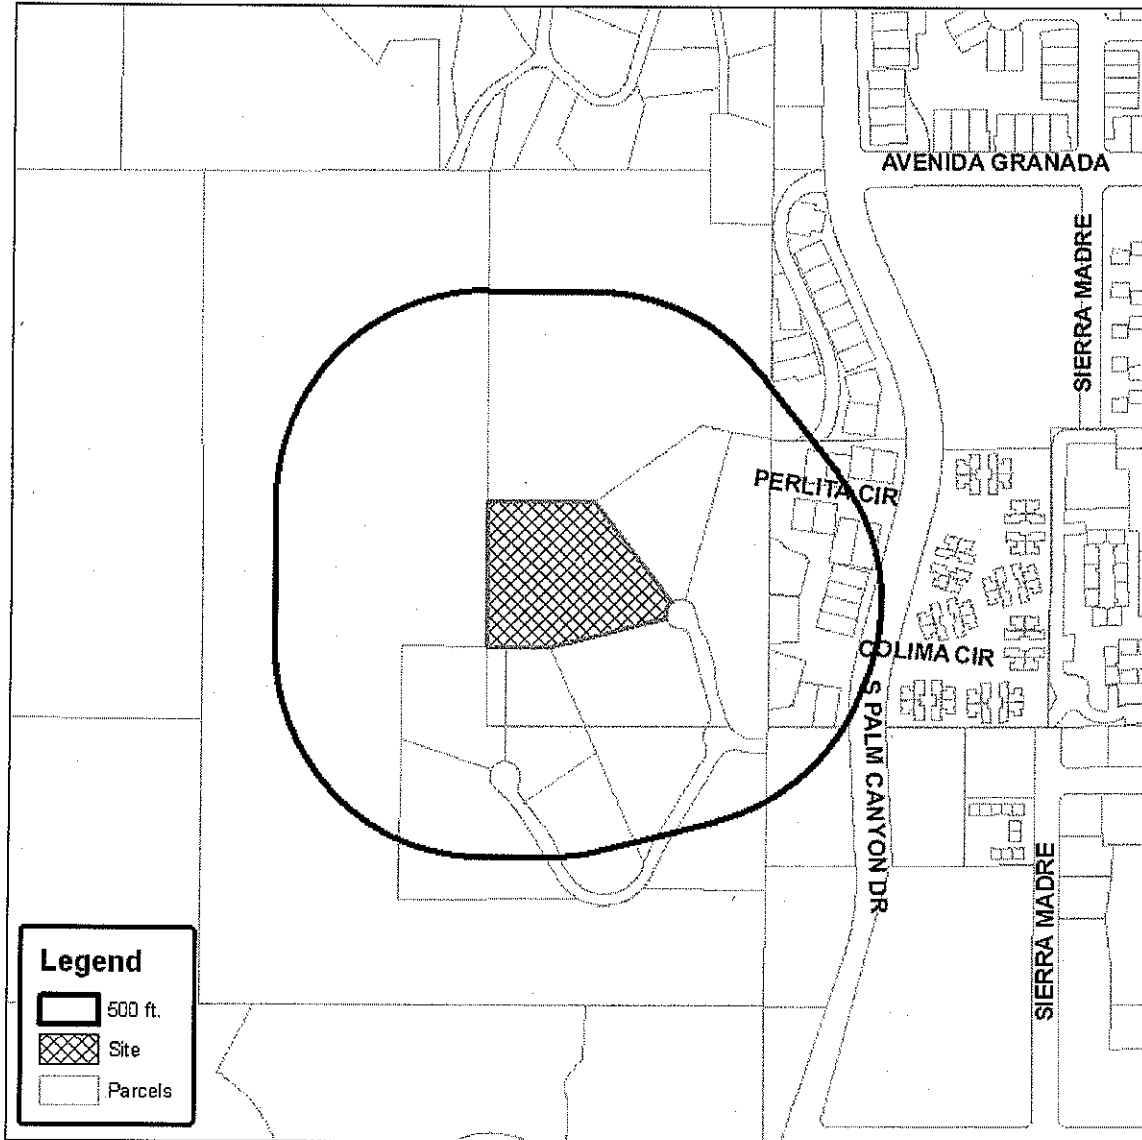 AVENIDA GRANADA
SIERRA MADRE
PERLITA CIR
COLIMA CIR
S PALM CANYON DR
SIERRA MADRE
Legend
500 ft.
Site
Parcels